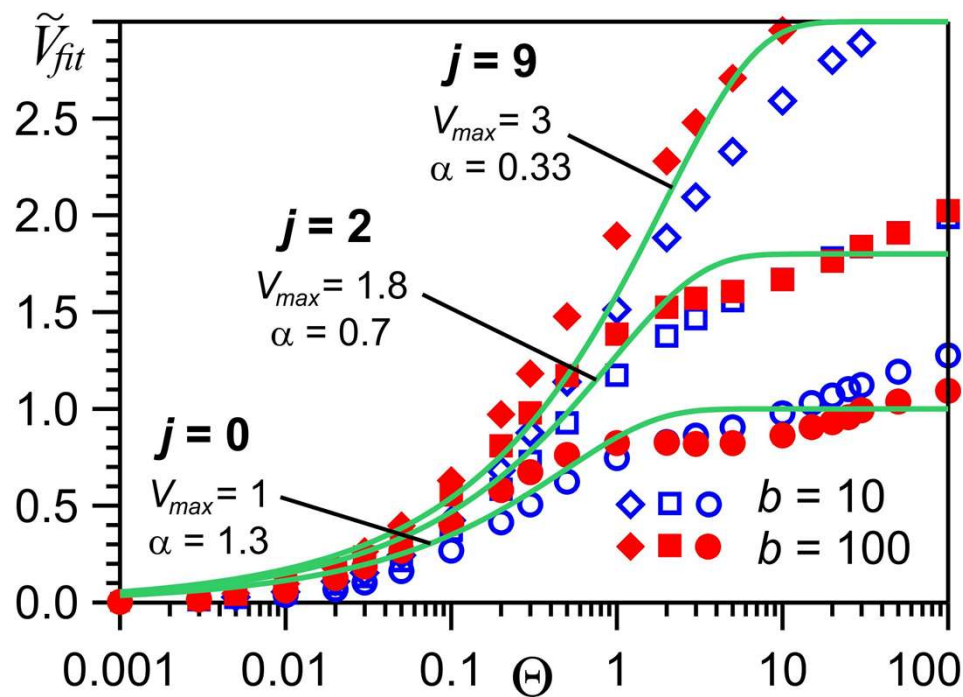 Ṽfit
2.5
2.0
1.5
1.0
0.5
0.0
j = 9
Vmax = 3
α = 0.33
j = 2
Vmax = 1.8
α = 0.7
j = 0
Vmax = 1
α = 1.3
b = 10
b = 100
0.001 0.01 0.1 Θ 1 10 100